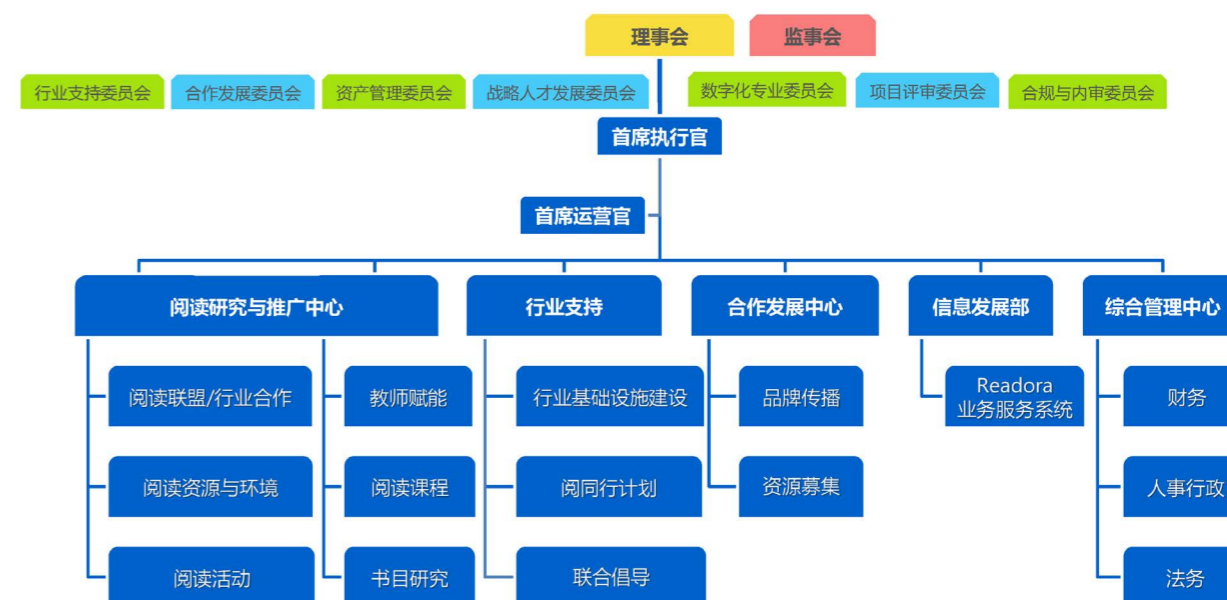 理事会
监事会
行业支持委员会
合作发展委员会
资产管理委员会
战略人才发展委员会
数字化专业委员会
项目评审委员会
合规与内审委员会
首席执行官
首席运营官
阅读研究与推广中心
行业支持
合作发展中心
信息发展部
综合管理中心
阅读联盟/行业合作
教师赋能
行业基础设施建设
品牌传播
Readora
业务服务系统
财务
阅读资源与环境
阅读课程
阅同行计划
资源募集
人事行政
阅读活动
书目研究
联合倡导
法务